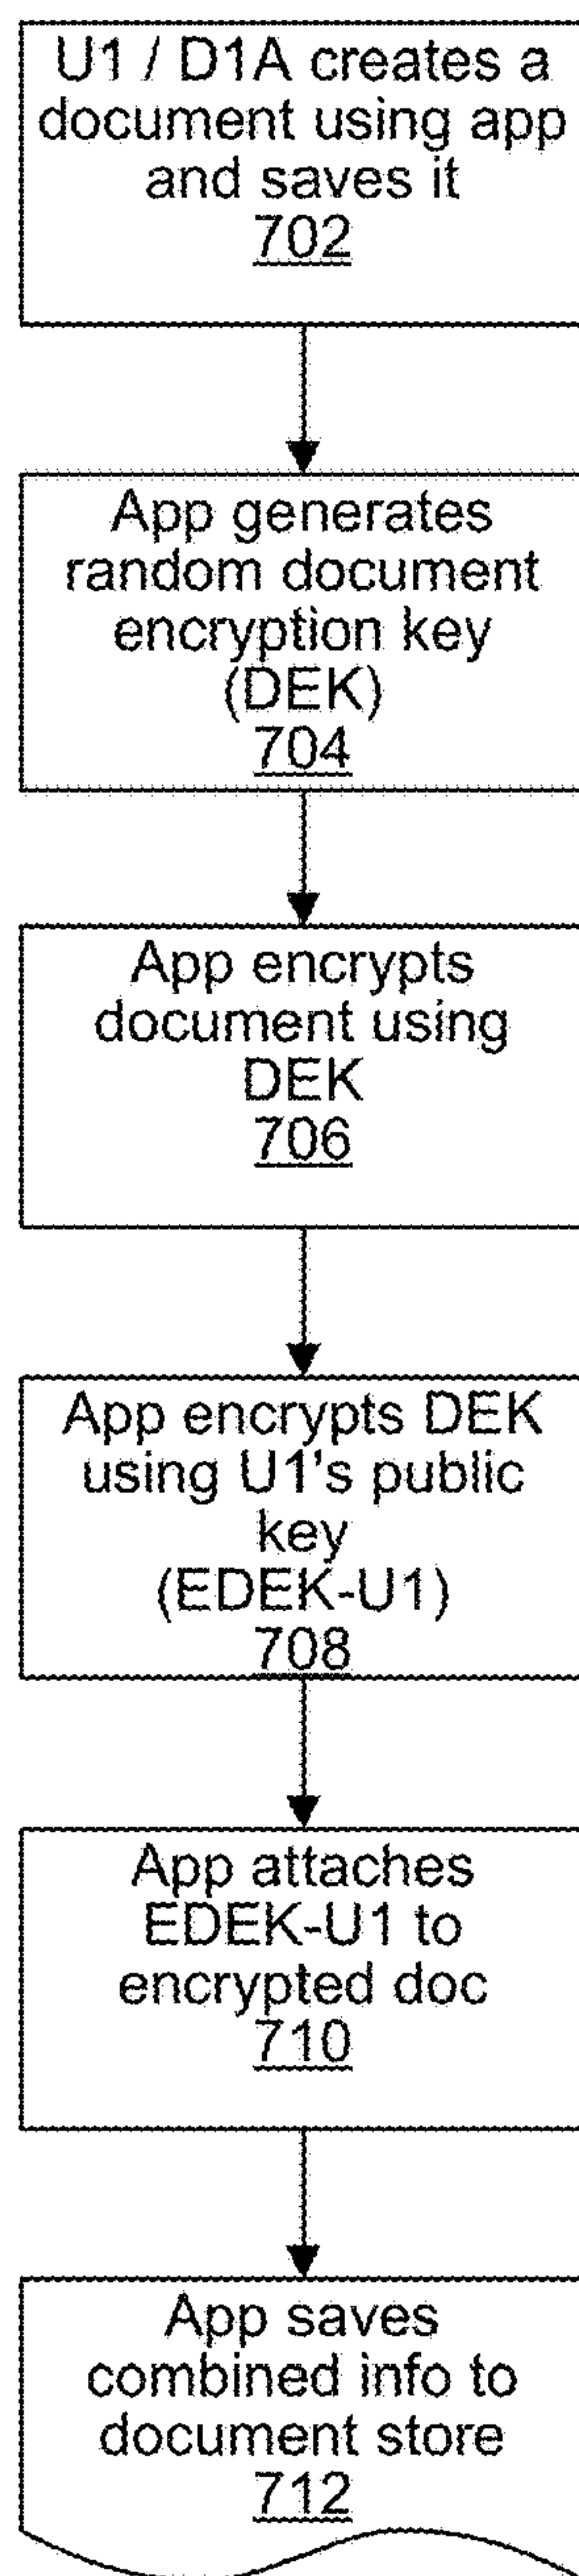 U1 / D1A creates a
document using app
and saves it
702
App generates
random document
encryption key
(DEK)
704
App encrypts
document using
DEK
706
App encrypts DEK
using U1's public
key
(EDEK-U1)
708
App attaches
EDEK-U1 to
encrypted doc
710
App saves
combined info to
document store
712